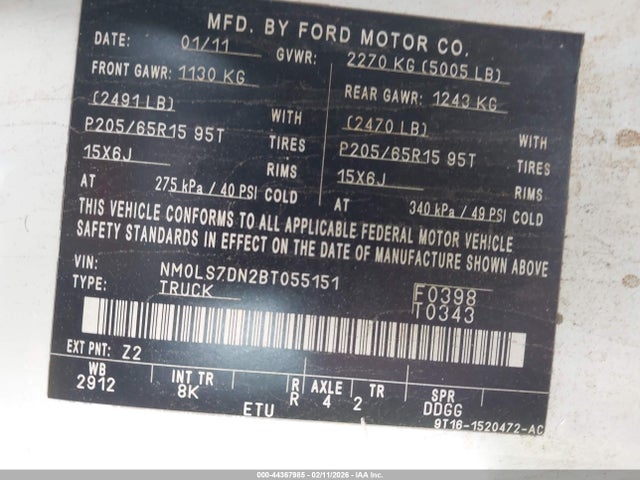 MFD. BY FORD MOTOR CO.
DATE: 01/11 GVWR: 2270 KG (5005 LB)
FRONT GAWR: 1130 KG REAR GAWR: 1243 KG
(2491 LB) WITH (2470 LB) WITH
P205/65R15 95T TIRES P205/65R15 95T TIRES
15X6J RIMS 15X6J RIMS
AT 275 kPa / 40 PSI COLD AT 340 kPa / 49 PSI COLD
THIS VEHICLE CONFORMS TO ALL APPLICABLE FEDERAL MOTOR VEHICLE
SAFETY STANDARDS IN EFFECT ON THE DATE OF MANUFACTURE SHOWN ABOVE
VIN: NM0LS7DN2BT055151 F0398
TYPE: TRUCK T0343
EXT PNT: Z2
WB INT TR R AXLE TR SPR
2912 8K R 4 2 DDGG
ETU 9T16-1520472-AC
000-44387985 - 02/11/2026 - IAAI.COM